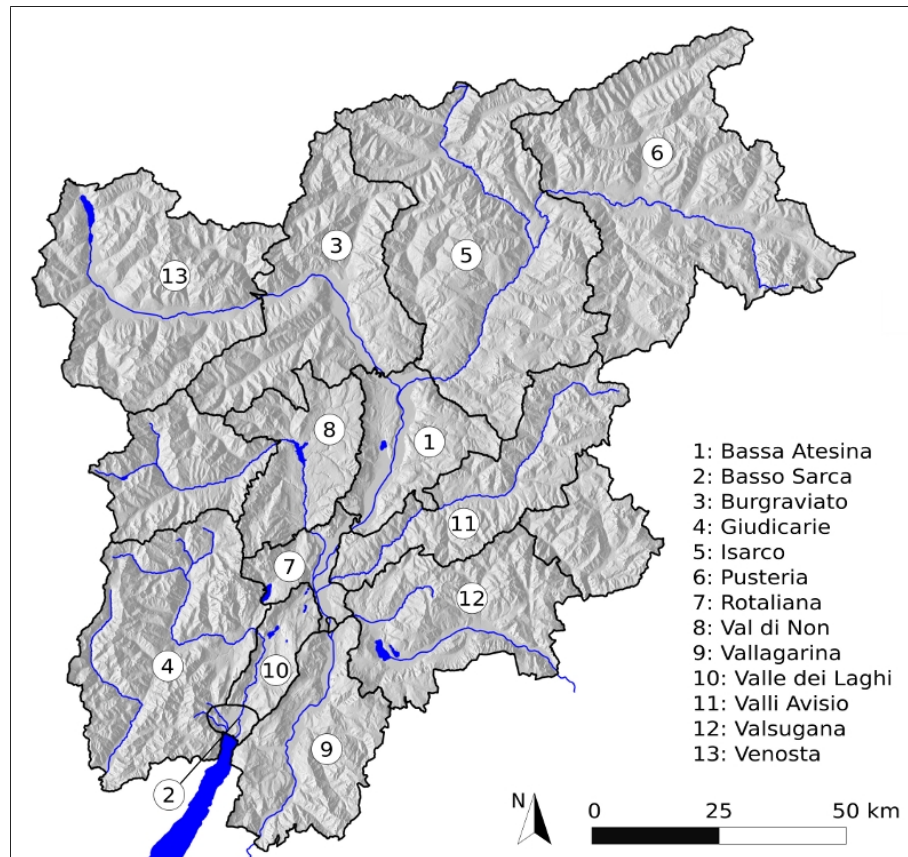 6
3
5
13
8
1
11
7
12
4
10
9
2
1: Bassa Atesina
2: Basso Sarca
3: Burgraviato
4: Giudicarie
5: Isarco
6: Pusteria
7: Rotaliana
8: Val di Non
9: Vallagarina
10: Valle dei Laghi
11: Valli Avisio
12: Valsugana
13: Venosta
N
0 25 50 km